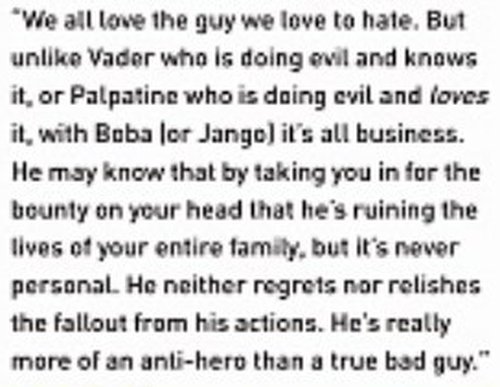 "We all love the guy we love to hate. But
unlike Vader who is doing evil and knows
it, or Palpatine who is doing evil and loves
it, with Boba (or Jango) it's all business.
He may know that by taking you in for the
bounty on your head that he's ruining the
lives of your entire family, but it's never
personal. He neither regrets nor relishes
the fallout from his actions. He's really
more of an anti-hero than a true bad guy."